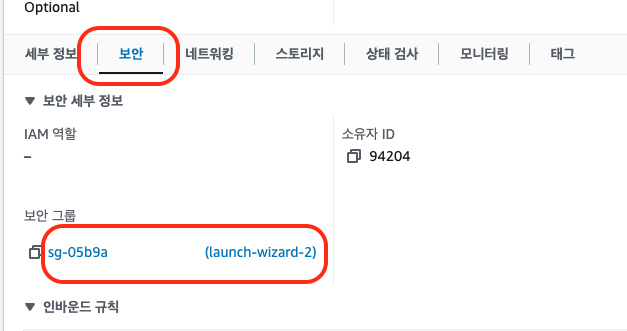 Optional
세부 정보 보안 네트워킹 스토리지 상태 검사 모니터링 태그
▼ 보안 세부 정보
IAM 역할 소유자 ID
– 94204
보안 그룹
sg-05b9a (launch-wizard-2)
▼ 인바운드 규칙